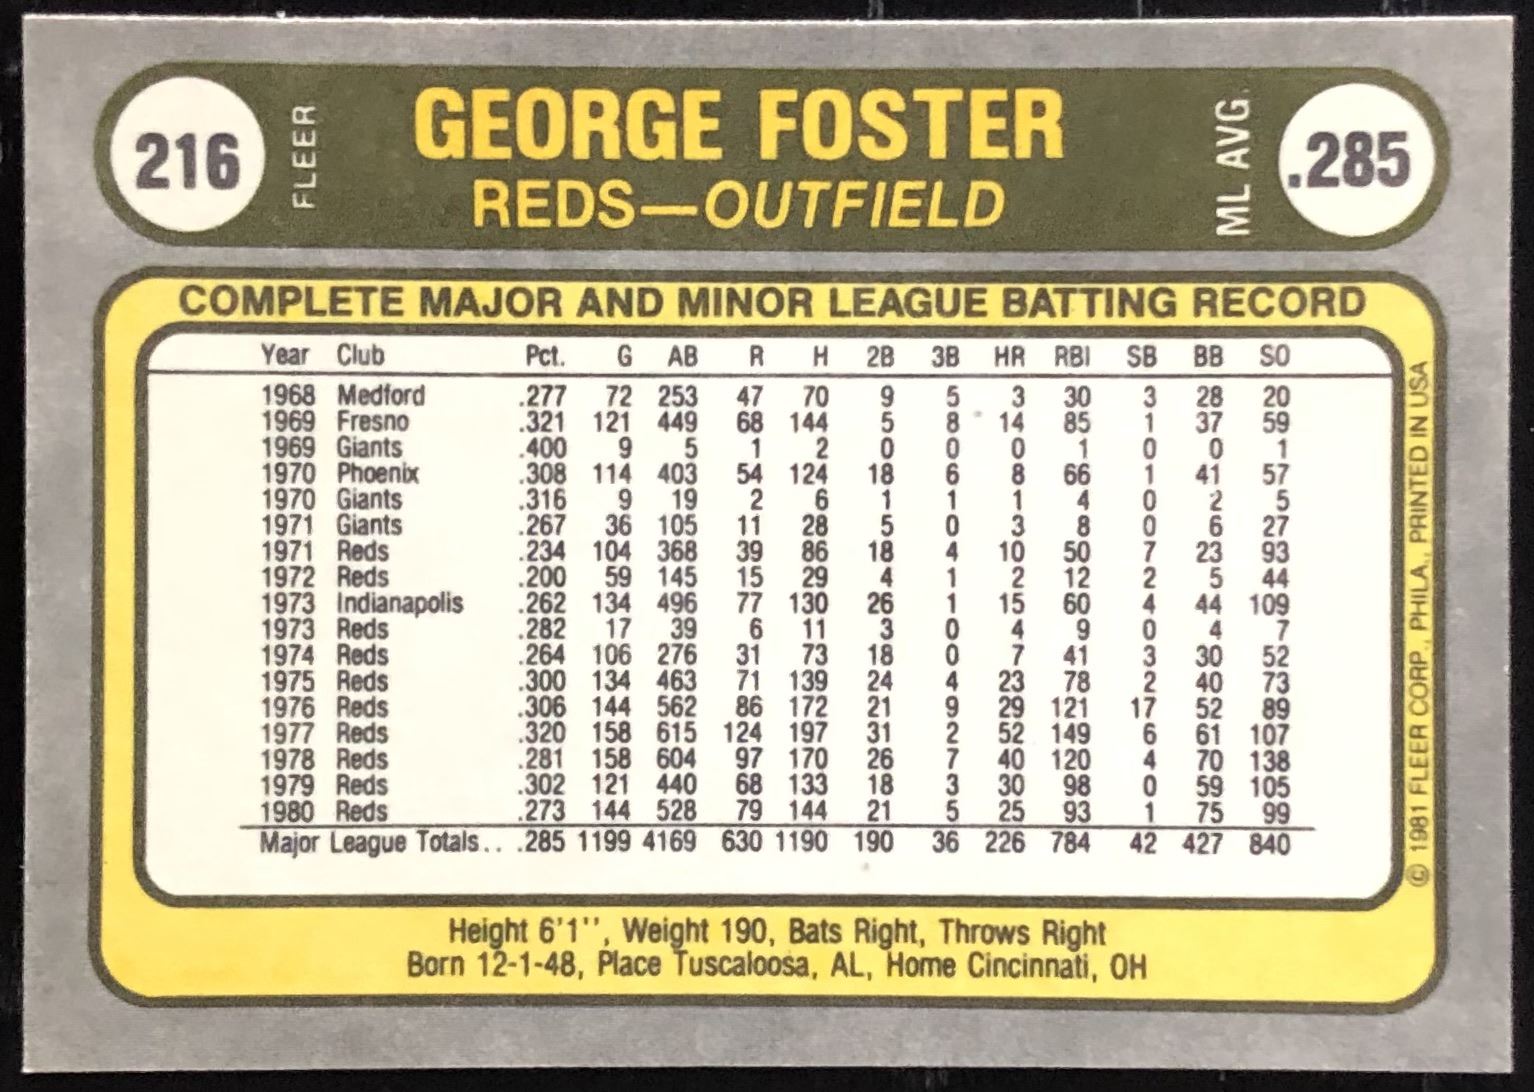 216 FLEER GEORGE FOSTER ML AVG. .285
REDS—OUTFIELD
COMPLETE MAJOR AND MINOR LEAGUE BATTING RECORD
Year Club Pct. G AB R H 2B 3B HR RBI SB BB SO
1968 Medford .277 72 253 47 70 9 5 3 30 3 28 20
1969 Fresno .321 121 449 68 144 5 8 14 85 1 37 59
1969 Giants .400 9 5 1 2 0 0 0 1 0 0 1
1970 Phoenix .308 114 403 54 124 18 6 8 66 1 41 57
1970 Giants .316 9 19 2 6 1 1 1 4 0 2 5
1971 Giants .267 36 105 11 28 5 0 3 8 0 6 27
1971 Reds .234 104 368 39 86 18 4 10 50 7 23 93
1972 Reds .200 59 145 15 29 4 1 2 12 2 5 44
1973 Indianapolis .262 134 496 77 130 26 1 15 60 4 44 109
1973 Reds .282 17 39 6 11 3 0 4 9 0 4 7
1974 Reds .264 106 276 31 73 18 0 7 41 3 30 52
1975 Reds .300 134 463 71 139 24 4 23 78 2 40 73
1976 Reds .306 144 562 86 172 21 9 29 121 17 52 89
1977 Reds .320 158 615 124 197 31 2 52 149 6 61 107
1978 Reds .281 158 604 97 170 26 7 40 120 4 70 138
1979 Reds .302 121 440 68 133 18 3 30 98 0 59 105
1980 Reds .273 144 528 79 144 21 5 25 93 1 75 99
Major League Totals.. .285 1199 4169 630 1190 190 36 226 784 42 427 840
Height 6'1'', Weight 190, Bats Right, Throws Right
Born 12-1-48, Place Tuscaloosa, AL, Home Cincinnati, OH
© 1981 FLEER CORP., PHILA., PRINTED IN USA